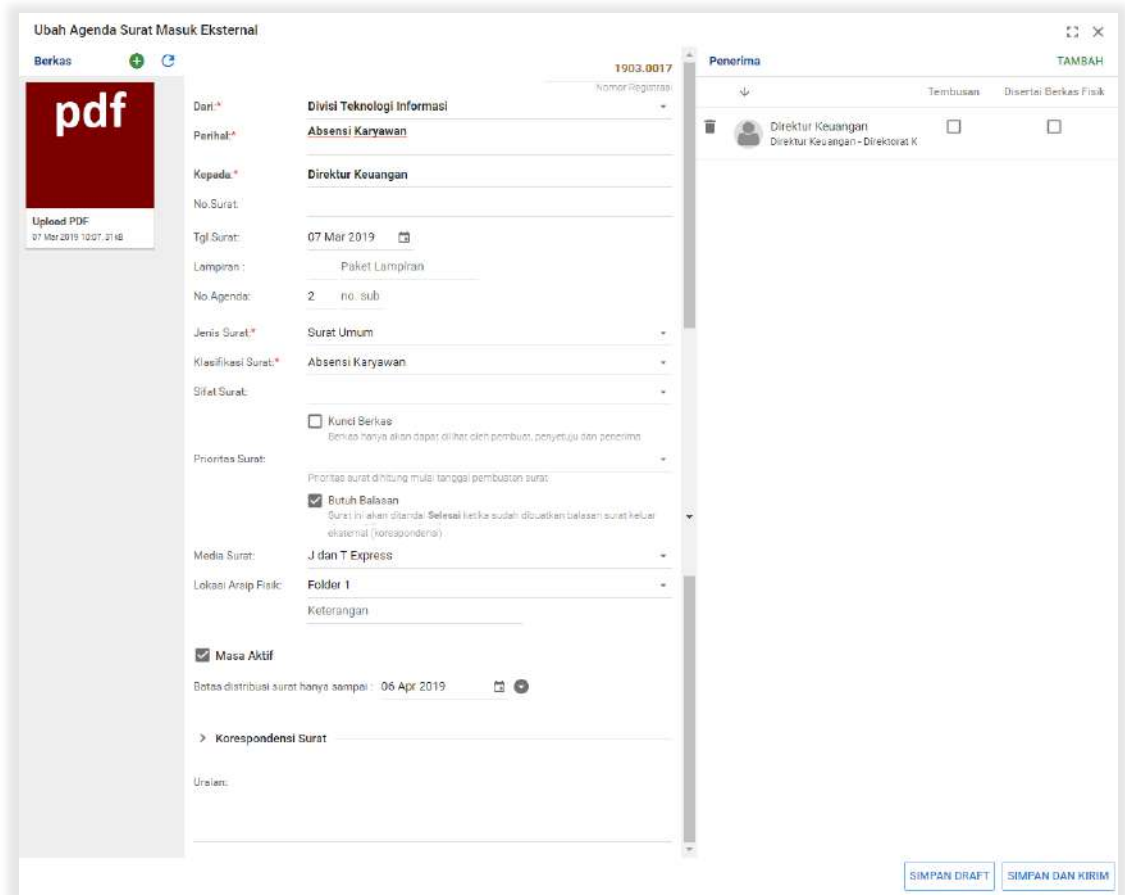 Ubah Agenda Surat Masuk Eksternal
Berkas
pdf
Upload PDF
07 Mar 2019 10:07, 31kB
1903.0017
Nomor Registrasi
Dari:* Divisi Teknologi Informasi
Perihal:* Absensi Karyawan
Kepada:* Direktur Keuangan
No.Surat:
Tgl.Surat: 07 Mar 2019
Lampiran : Paket Lampiran
No.Agenda: 2 no. sub
Jenis Surat:* Surat Umum
Klasifikasi Surat:* Absensi Karyawan
Sifat Surat:
Kunci Berkas
Berkas hanya akan dapat dilihat oleh pembuat, penyetuju dan penerima
Prioritas Surat:
Prioritas surat dihitung mulai tanggal pembuatan surat
Butuh Balasan
Surat ini akan ditandai Selesai ketika sudah dibuatkan balasan surat keluar
eksternal (korespondensi)
Media Surat: J dan T Express
Lokasi Arsip Fisik: Folder 1
Keterangan
Masa Aktif
Batas distribusi surat hanya sampai : 06 Apr 2019
Korespondensi Surat
Uraian:
Penerima TAMBAH
Tembusan Disertai Berkas Fisik
Direktur Keuangan
Direktur Keuangan - Direktorat K
SIMPAN DRAFT SIMPAN DAN KIRIM